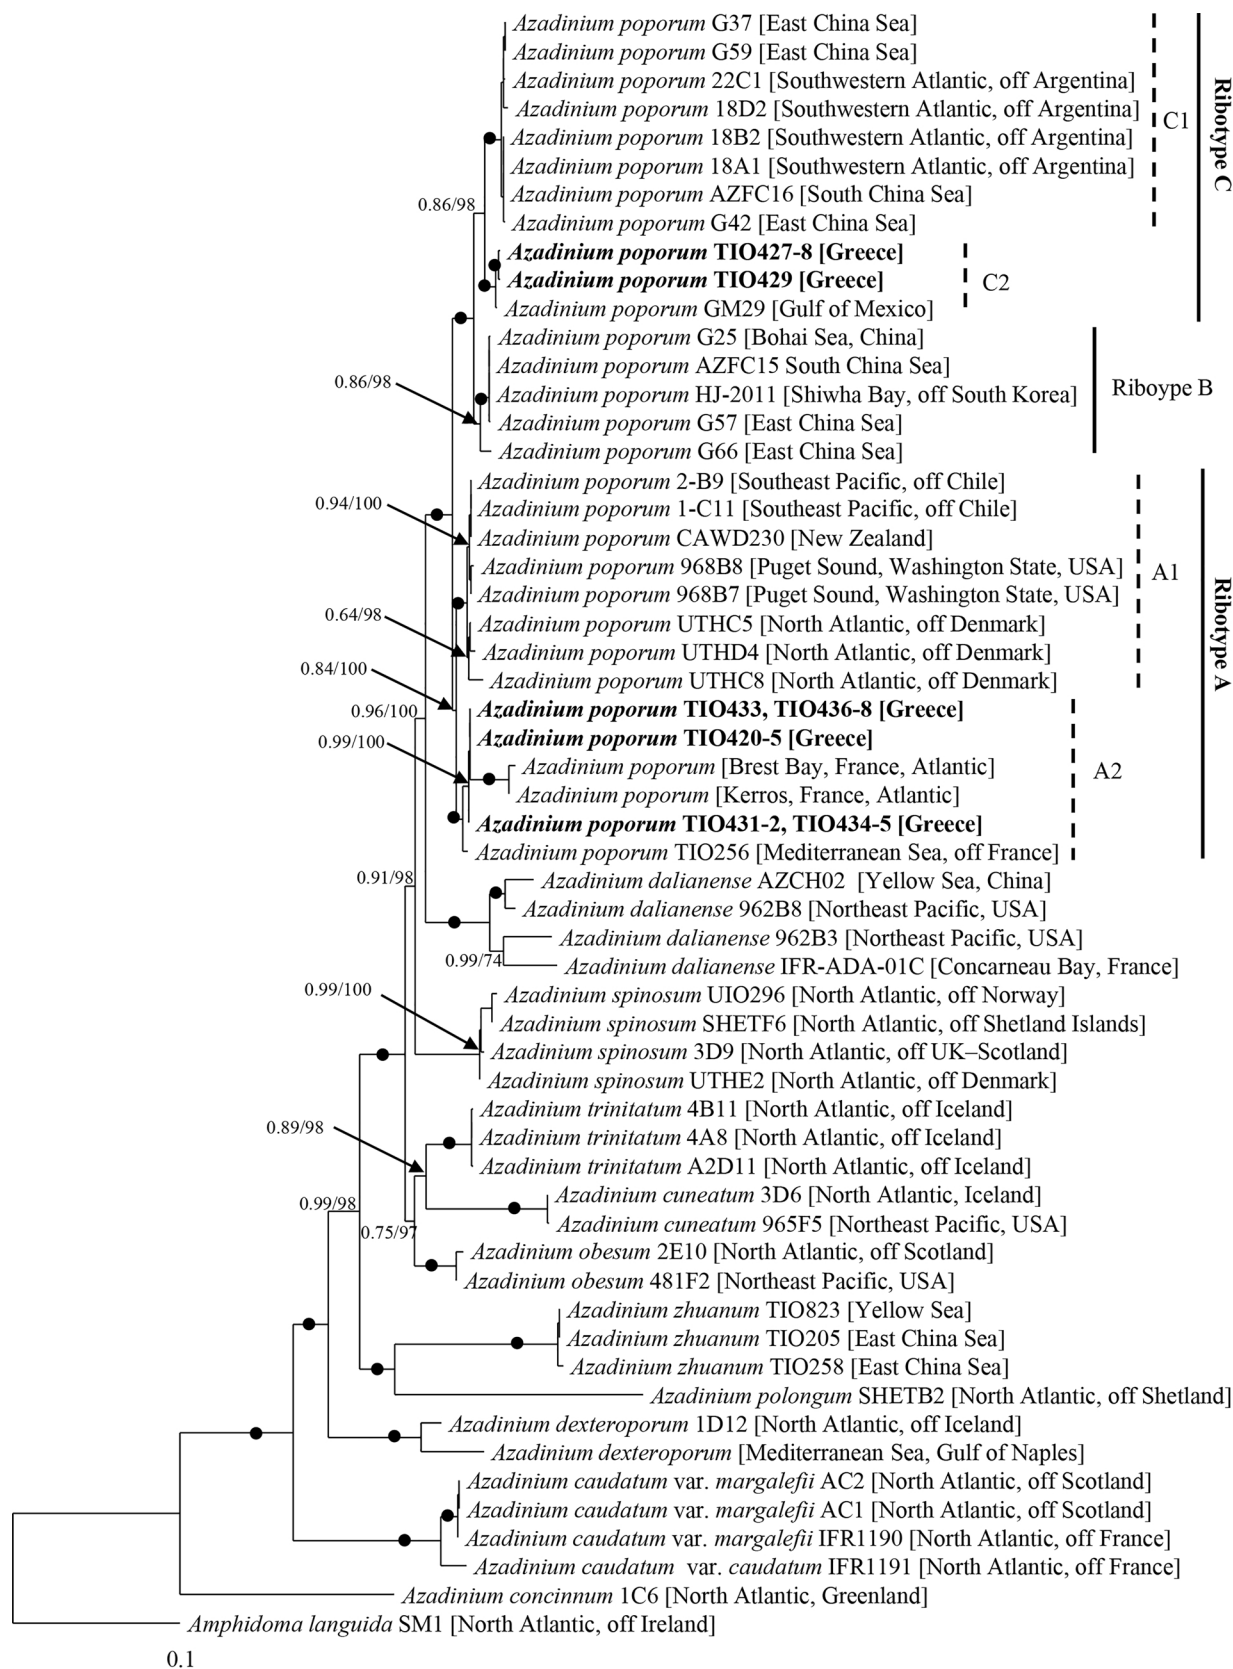 Azadinium poporum G37 [East China Sea]
Azadinium poporum G59 [East China Sea]
Azadinium poporum 22C1 [Southwestern Atlantic, off Argentina]
Azadinium poporum 18D2 [Southwestern Atlantic, off Argentina]
C1
Ribotype C
Azadinium poporum 18B2 [Southwestern Atlantic, off Argentina]
Azadinium poporum 18A1 [Southwestern Atlantic, off Argentina]
Azadinium poporum AZFC16 [South China Sea]
0.86/98
Azadinium poporum G42 [East China Sea]
Azadinium poporum TIO427-8 [Greece]
Azadinium poporum TIO429 [Greece]
C2
Azadinium poporum GM29 [Gulf of Mexico]
Azadinium poporum G25 [Bohai Sea, China]
Azadinium poporum AZFC15 South China Sea]
0.86/98
Azadinium poporum HJ-2011 [Shiwha Bay, off South Korea]
Riboype B
Azadinium poporum G57 [East China Sea]
Azadinium poporum G66 [East China Sea]
Azadinium poporum 2-B9 [Southeast Pacific, off Chile]
0.94/100
Azadinium poporum 1-C11 [Southeast Pacific, off Chile]
Azadinium poporum CAWD230 [New Zealand]
Azadinium poporum 968B8 [Puget Sound, Washington State, USA]
A1
Ribotype A
Azadinium poporum 968B7 [Puget Sound, Washington State, USA]
0.64/98
Azadinium poporum UTHC5 [North Atlantic, off Denmark]
Azadinium poporum UTHD4 [North Atlantic, off Denmark]
0.84/100
Azadinium poporum UTHC8 [North Atlantic, off Denmark]
0.96/100
Azadinium poporum TIO433, TIO436-8 [Greece]
0.99/100
Azadinium poporum TIO420-5 [Greece]
Azadinium poporum [Brest Bay, France, Atlantic]
A2
Azadinium poporum [Kerros, France, Atlantic]
Azadinium poporum TIO431-2, TIO434-5 [Greece]
Azadinium poporum TIO256 [Mediterranean Sea, off France]
0.91/98
Azadinium dalianense AZCH02 [Yellow Sea, China]
Azadinium dalianense 962B8 [Northeast Pacific, USA]
Azadinium dalianense 962B3 [Northeast Pacific, USA]
0.99/74
Azadinium dalianense IFR-ADA-01C [Concarneau Bay, France]
0.99/100
Azadinium spinosum UIO296 [North Atlantic, off Norway]
Azadinium spinosum SHETF6 [North Atlantic, off Shetland Islands]
Azadinium spinosum 3D9 [North Atlantic, off UK–Scotland]
Azadinium spinosum UTHE2 [North Atlantic, off Denmark]
Azadinium trinitatum 4B11 [North Atlantic, off Iceland]
0.89/98
Azadinium trinitatum 4A8 [North Atlantic, off Iceland]
Azadinium trinitatum A2D11 [North Atlantic, off Iceland]
Azadinium cuneatum 3D6 [North Atlantic, Iceland]
0.99/98
Azadinium cuneatum 965F5 [Northeast Pacific, USA]
0.75/97
Azadinium obesum 2E10 [North Atlantic, off Scotland]
Azadinium obesum 481F2 [Northeast Pacific, USA]
Azadinium zhuanum TIO823 [Yellow Sea]
Azadinium zhuanum TIO205 [East China Sea]
Azadinium zhuanum TIO258 [East China Sea]
Azadinium polongum SHETB2 [North Atlantic, off Shetland]
Azadinium dexteroporum 1D12 [North Atlantic, off Iceland]
Azadinium dexteroporum [Mediterranean Sea, Gulf of Naples]
Azadinium caudatum var. margalefii AC2 [North Atlantic, off Scotland]
Azadinium caudatum var. margalefii AC1 [North Atlantic, off Scotland]
Azadinium caudatum var. margalefii IFR1190 [North Atlantic, off France]
Azadinium caudatum var. caudatum IFR1191 [North Atlantic, off France]
Azadinium concinnum 1C6 [North Atlantic, Greenland]
Amphidoma languida SM1 [North Atlantic, off Ireland]
0.1